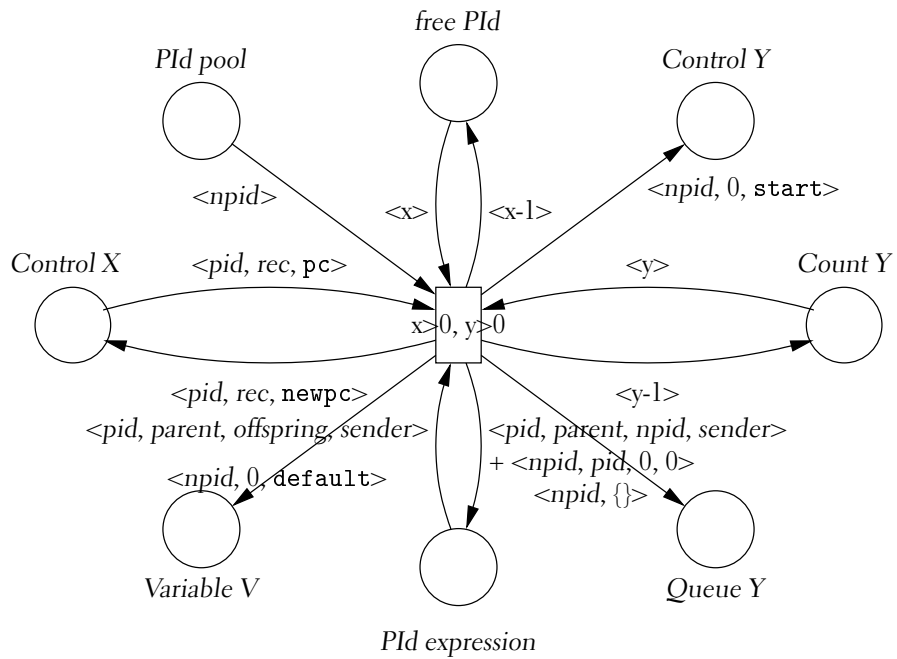 free PId
PId pool
Control Y
<npid>
<x>
<x-1>
<npid, 0, start>
Control X
<pid, rec, pc>
<y>
Count Y
x>0, y>0
<pid, rec, newpc>
<y-1>
<pid, parent, offspring, sender>
<pid, parent, npid, sender>
+ <npid, pid, 0, 0>
<npid, 0, default>
<npid, {}>
Variable V
Queue Y
PId expression